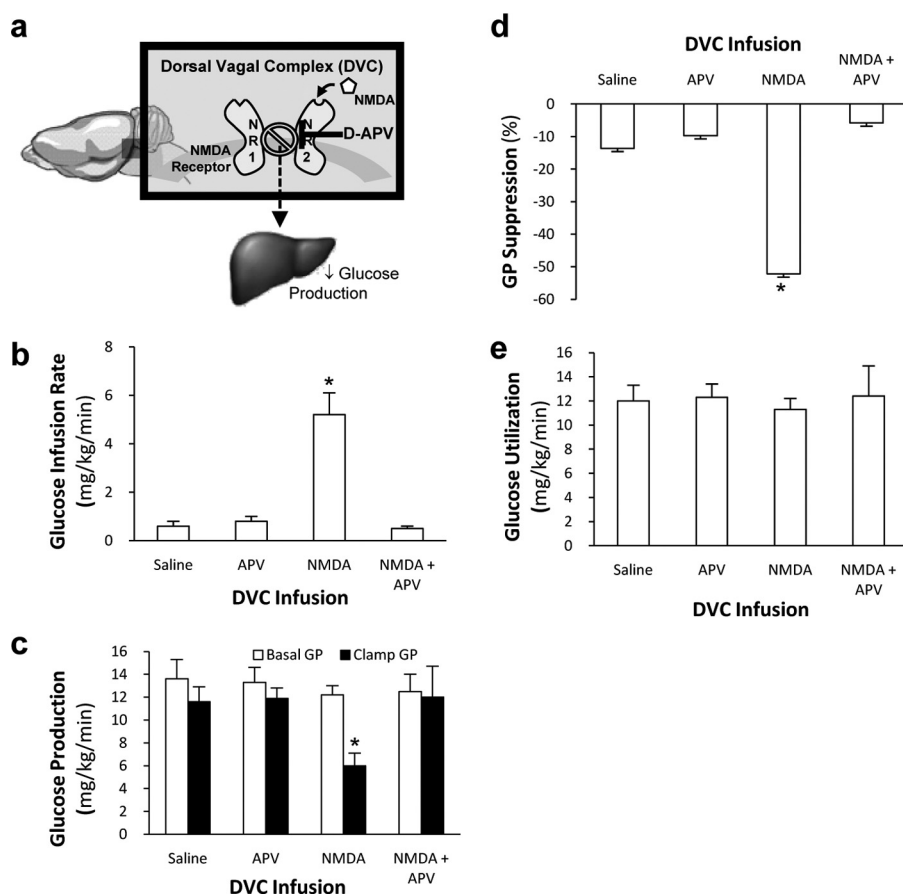 a
Dorsal Vagal Complex (DVC)
NMDA
N
R
1
N
R
2
D-APV
NMDA
Receptor
↓ Glucose
Production
b
Glucose Infusion Rate
(mg/kg/min)
8
6
4
2
0
*
Saline
APV
NMDA
NMDA +
APV
DVC Infusion
c
Glucose Production
(mg/kg/min)
16
14
12
10
8
6
4
2
0
Basal GP
Clamp GP
*
Saline
APV
NMDA
NMDA +
APV
DVC Infusion
d
DVC Infusion
Saline
APV
NMDA
NMDA +
APV
GP Suppression (%)
0
-10
-20
-30
-40
-50
-60
*
e
Glucose Utilization
(mg/kg/min)
16
14
12
10
8
6
4
2
0
Saline
APV
NMDA
NMDA +
APV
DVC Infusion